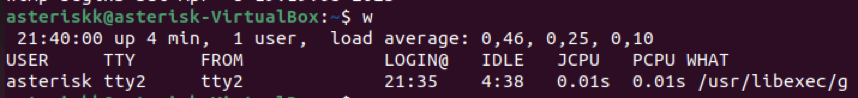 asteriskk@asterisk-VirtualBox:~$ w
 21:40:00 up 4 min,  1 user,  load average: 0,46, 0,25, 0,10
USER     TTY      FROM             LOGIN@   IDLE   JCPU   PCPU WHAT
asterisk tty2     tty2             21:35    4:38   0.01s  0.01s /usr/libexec/g